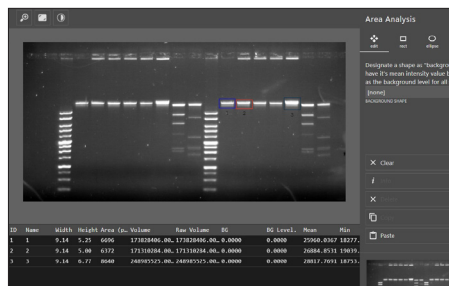 Area Analysis
edit rect ellipse
Designate a shape as "backgrou
have it's mean intensity value b
as the background level for all
[none]
BACKGROUND SHAPE
Clear
i
Paste
ID Name Width Height Area (p… Volume Raw Volume BG BG Level. Mean Min
1 1 9.14 5.25 6696 173828406.00… 173828406.00… 0.0000 0.0000 25960.0367 18277.
2 2 9.14 5.00 6372 171310284.00… 171310284.00… 0.0000 0.0000 26884.8531 19039.
3 3 9.14 6.77 8640 248985525.00… 248985525.00… 0.0000 0.0000 28817.7691 18753.